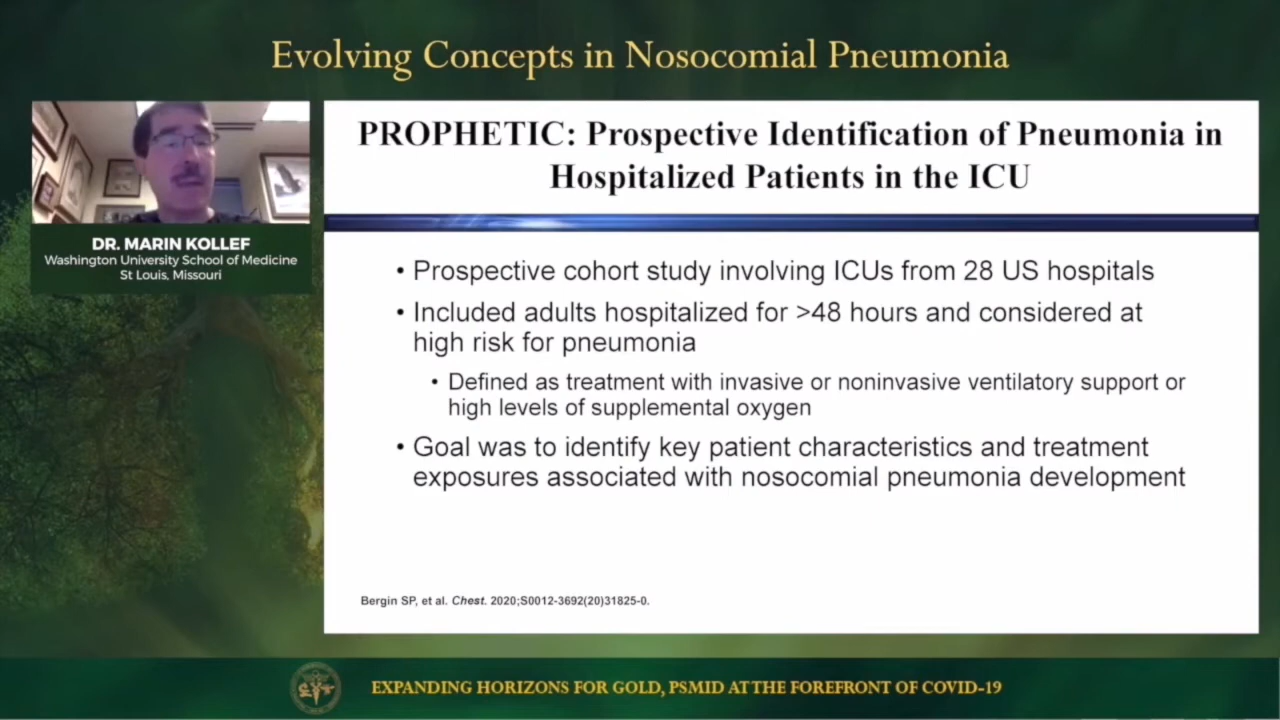 Evolving Concepts in Nosocomial Pneumonia
DR. MARIN KOLLEF
Washington University School of Medicine
St Louis, Missouri
PROPHETIC: Prospective Identification of Pneumonia in
Hospitalized Patients in the ICU
• Prospective cohort study involving ICUs from 28 US hospitals
• Included adults hospitalized for >48 hours and considered at
high risk for pneumonia
• Defined as treatment with invasive or noninvasive ventilatory support or
high levels of supplemental oxygen
• Goal was to identify key patient characteristics and treatment
exposures associated with nosocomial pneumonia development
Bergin SP, et al. Chest. 2020;S0012-3692(20)31825-0.
EXPANDING HORIZONS FOR GOLD, PSMID AT THE FOREFRONT OF COVID-19